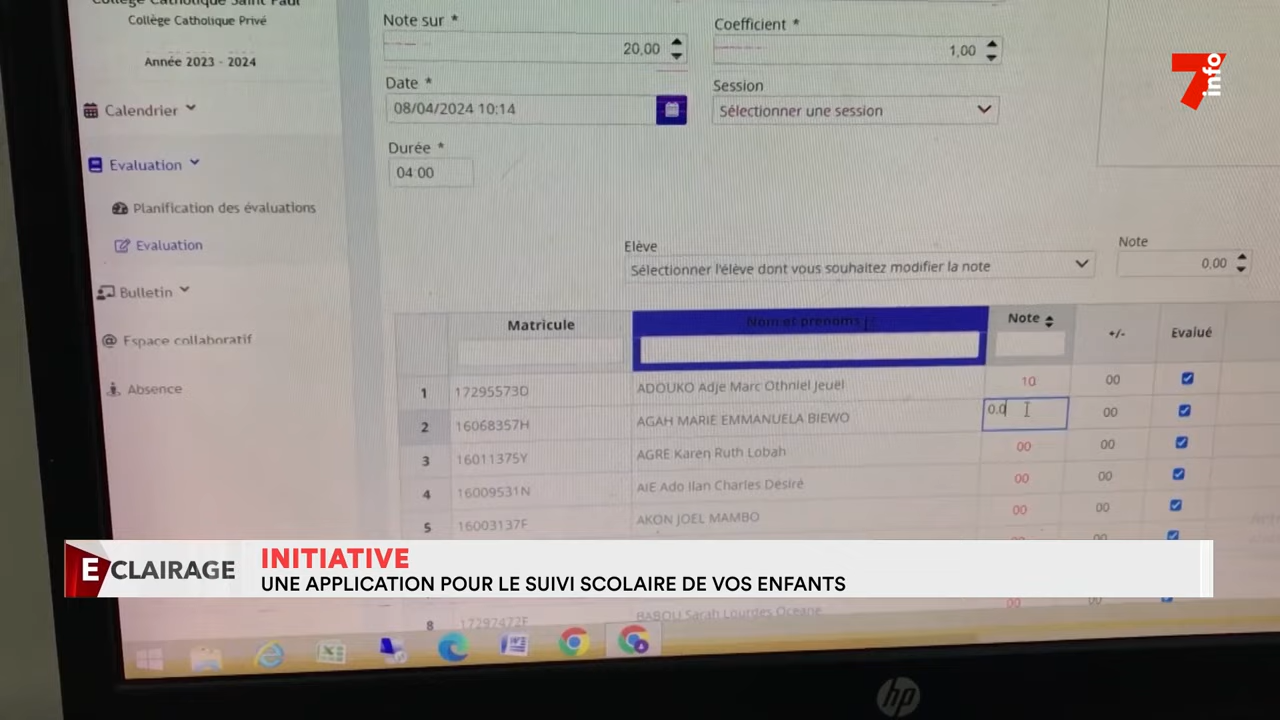 Collège Catholique Saint Paul
Collège Catholique Privé
Année 2023 - 2024
Calendrier
Evaluation
Planification des évaluations
Evaluation
Bulletin
Espace collaboratif
Absence
Note sur *
20,00
Coefficient *
1,00
Date *
08/04/2024 10:14
Session
Sélectionner une session
Durée *
04:00
Elève
Sélectionner l'élève dont vous souhaitez modifier la note
Note
0,00
Matricule Nom et prenoms Note +/- Evalué
1 17295573D ADOUKO Adje Marc Othniel Jeuel 10 00
2 16068357H AGAH MARIE EMMANUELA BIEWO 0.0 00
3 16011375Y AGRE Karen Ruth Lobah 00 00
4 16009531N AIE Ado Ilan Charles Désiré 00 00
5 16003137F AKON JOEL MAMBO 00 00
8 17297472F Sarah Lourdes Oceane 00 00
7info
ECLAIRAGE
INITIATIVE
UNE APPLICATION POUR LE SUIVI SCOLAIRE DE VOS ENFANTS
hp